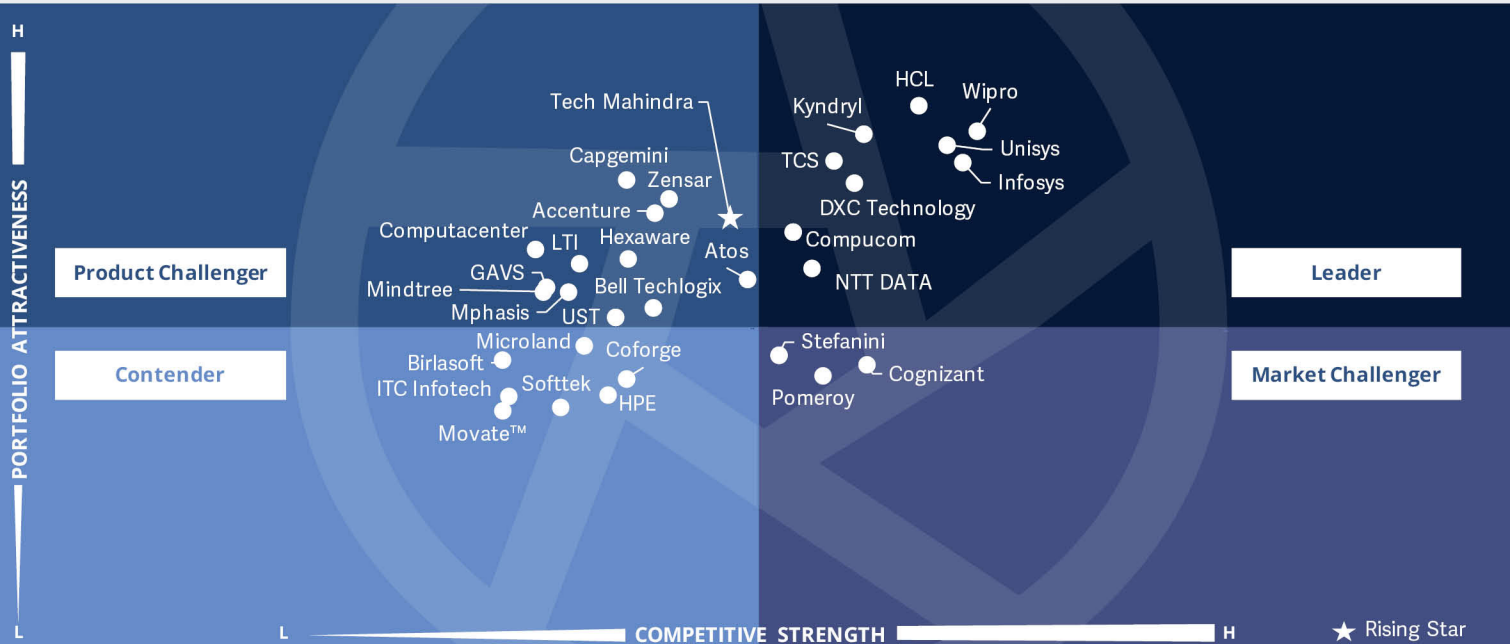 H
HCL
Wipro
Tech Mahindra
Kyndryl
Unisys
Capgemini
TCS
Zensar
Infosys
Accenture
DXC Technology
Computacenter
LTI
Hexaware
Compucom
Atos
Product Challenger
GAVS
Leader
Mindtree
Bell Techlogix
NTT DATA
Mphasis
UST
PORTFOLIO ATTRACTIVENESS
Microland
Coforge
Stefanini
Birlasoft
Contender
Cognizant
Market Challenger
ITC Infotech
Softtek
HPE
Pomeroy
Movate™
L
L
COMPETITIVE STRENGTH
H
Rising Star